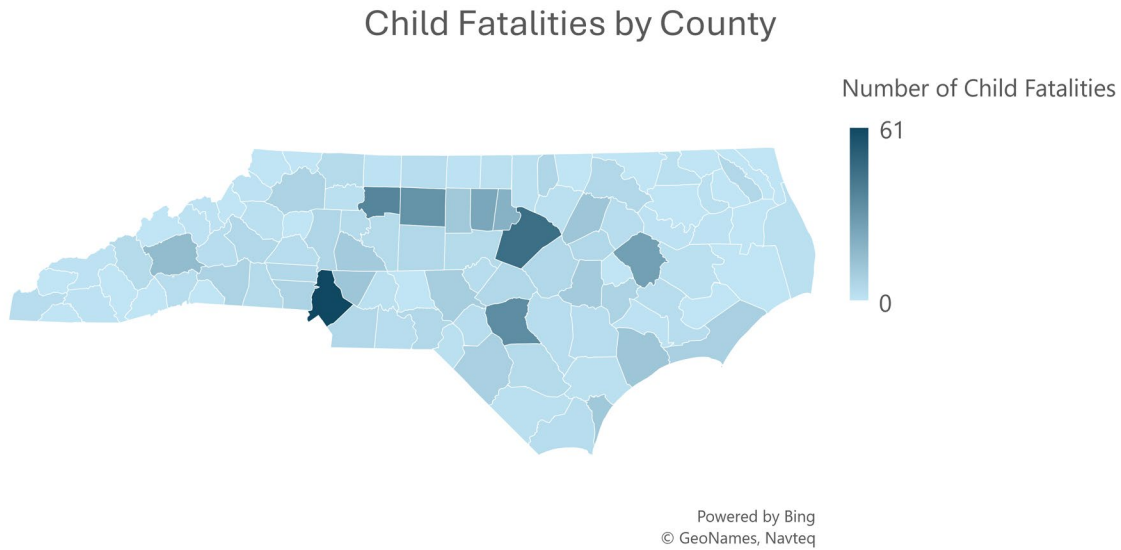 Child Fatalities by County
Number of Child Fatalities
61
0
Powered by Bing
© GeoNames, Navteq